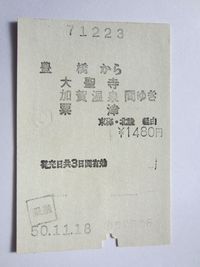 71223
豊橋から
大聖寺
加賀温泉間ゆき
粟津
東海・北陸 経由
¥1480円
発売日共3日間有効
50.11.18